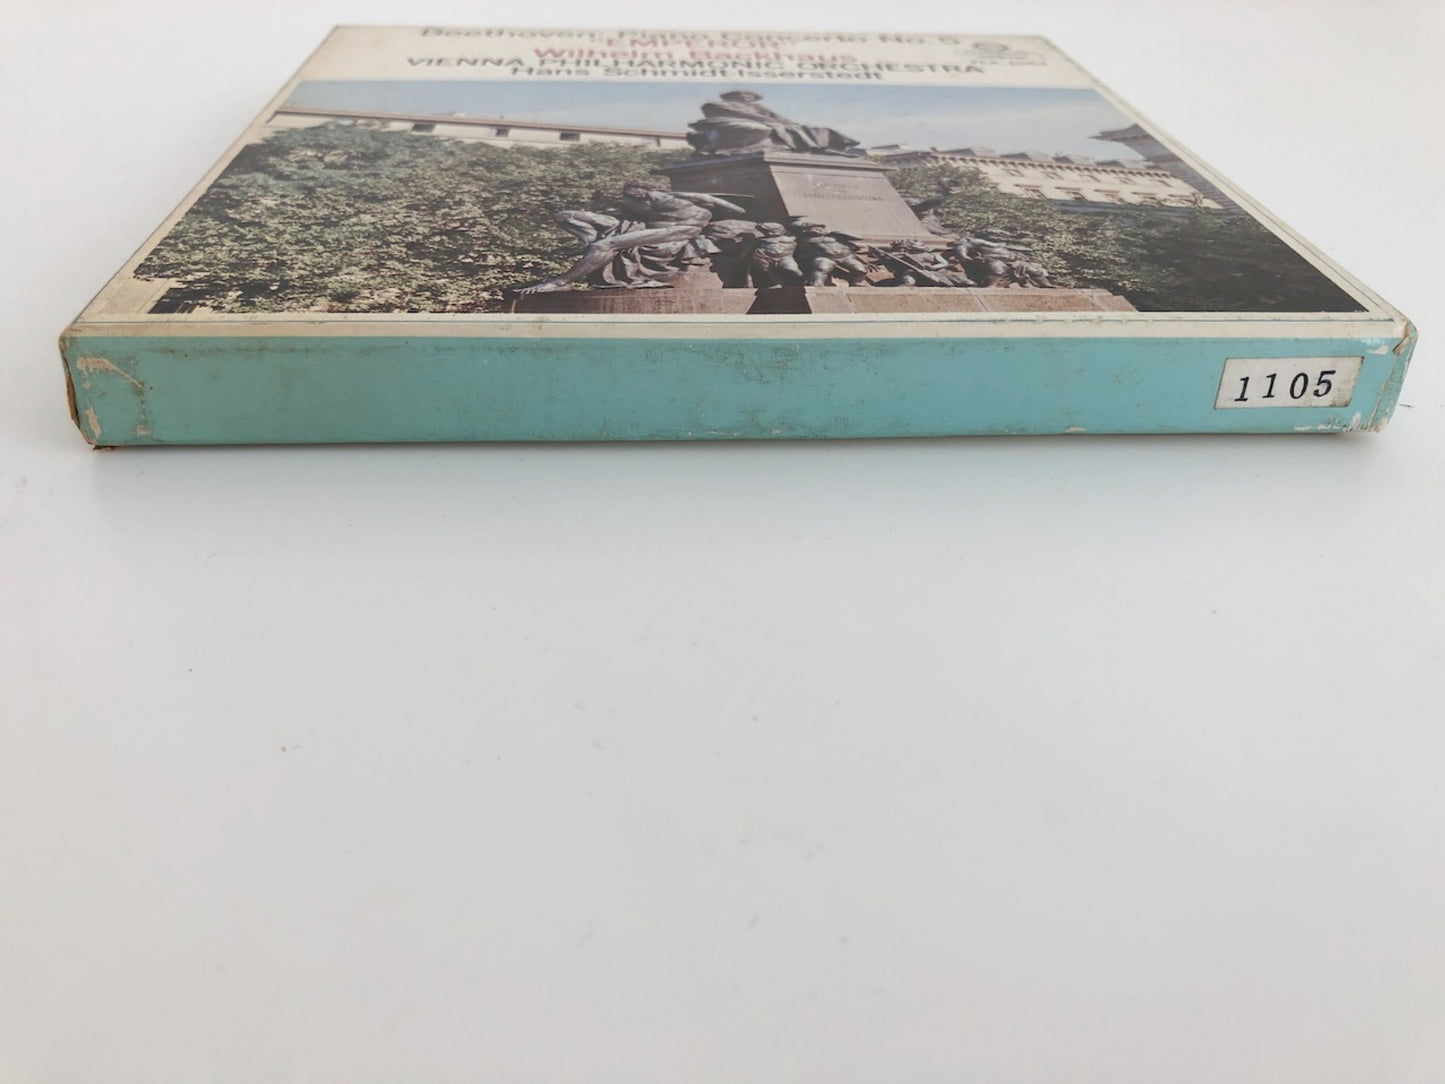 Beethoven: Piano Concerto No. 5
"EMPEROR"
Wilhelm Backhaus
VIENNA PHILHARMONIC ORCHESTRA
Hans Schmidt-Isserstedt
1105